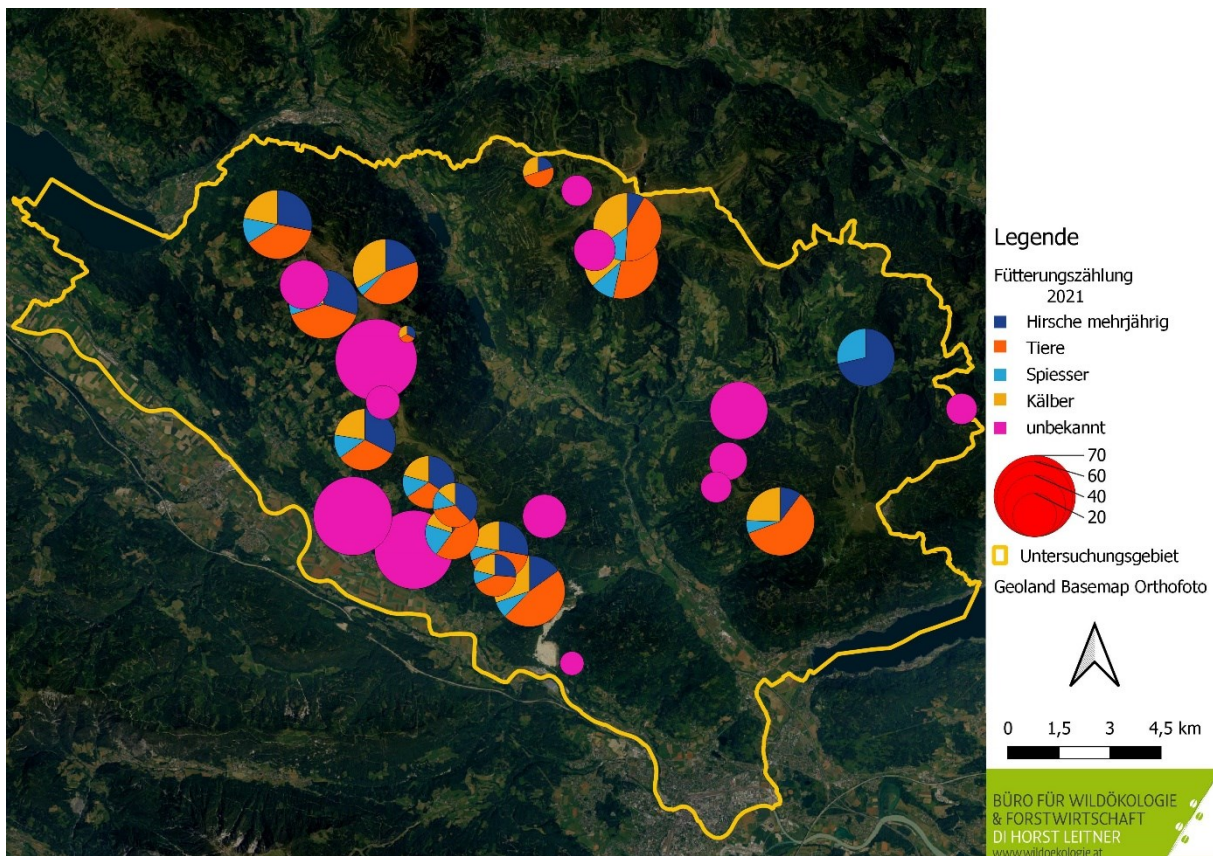 Legende
Fütterungszählung
2021
Hirsche mehrjährig
Tiere
Spiesser
Kälber
unbekannt
70
60
40
20
Untersuchungsgebiet
Geoland Basemap Orthofoto
0 1,5 3 4,5 km
BÜRO FÜR WILDÖKOLOGIE
& FORSTWIRTSCHAFT
DI HORST LEITNER
www.wildoekologie.at